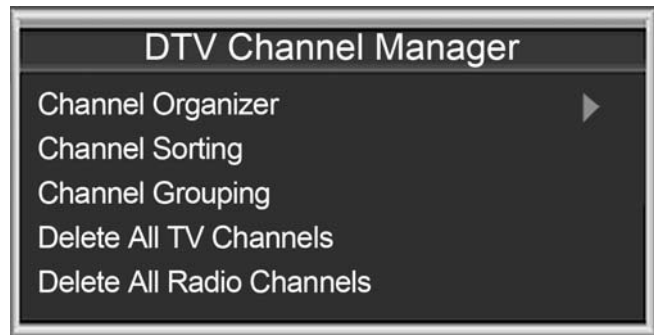 DTV Channel Manager
Channel Organizer
Channel Sorting
Channel Grouping
Delete All TV Channels
Delete All Radio Channels